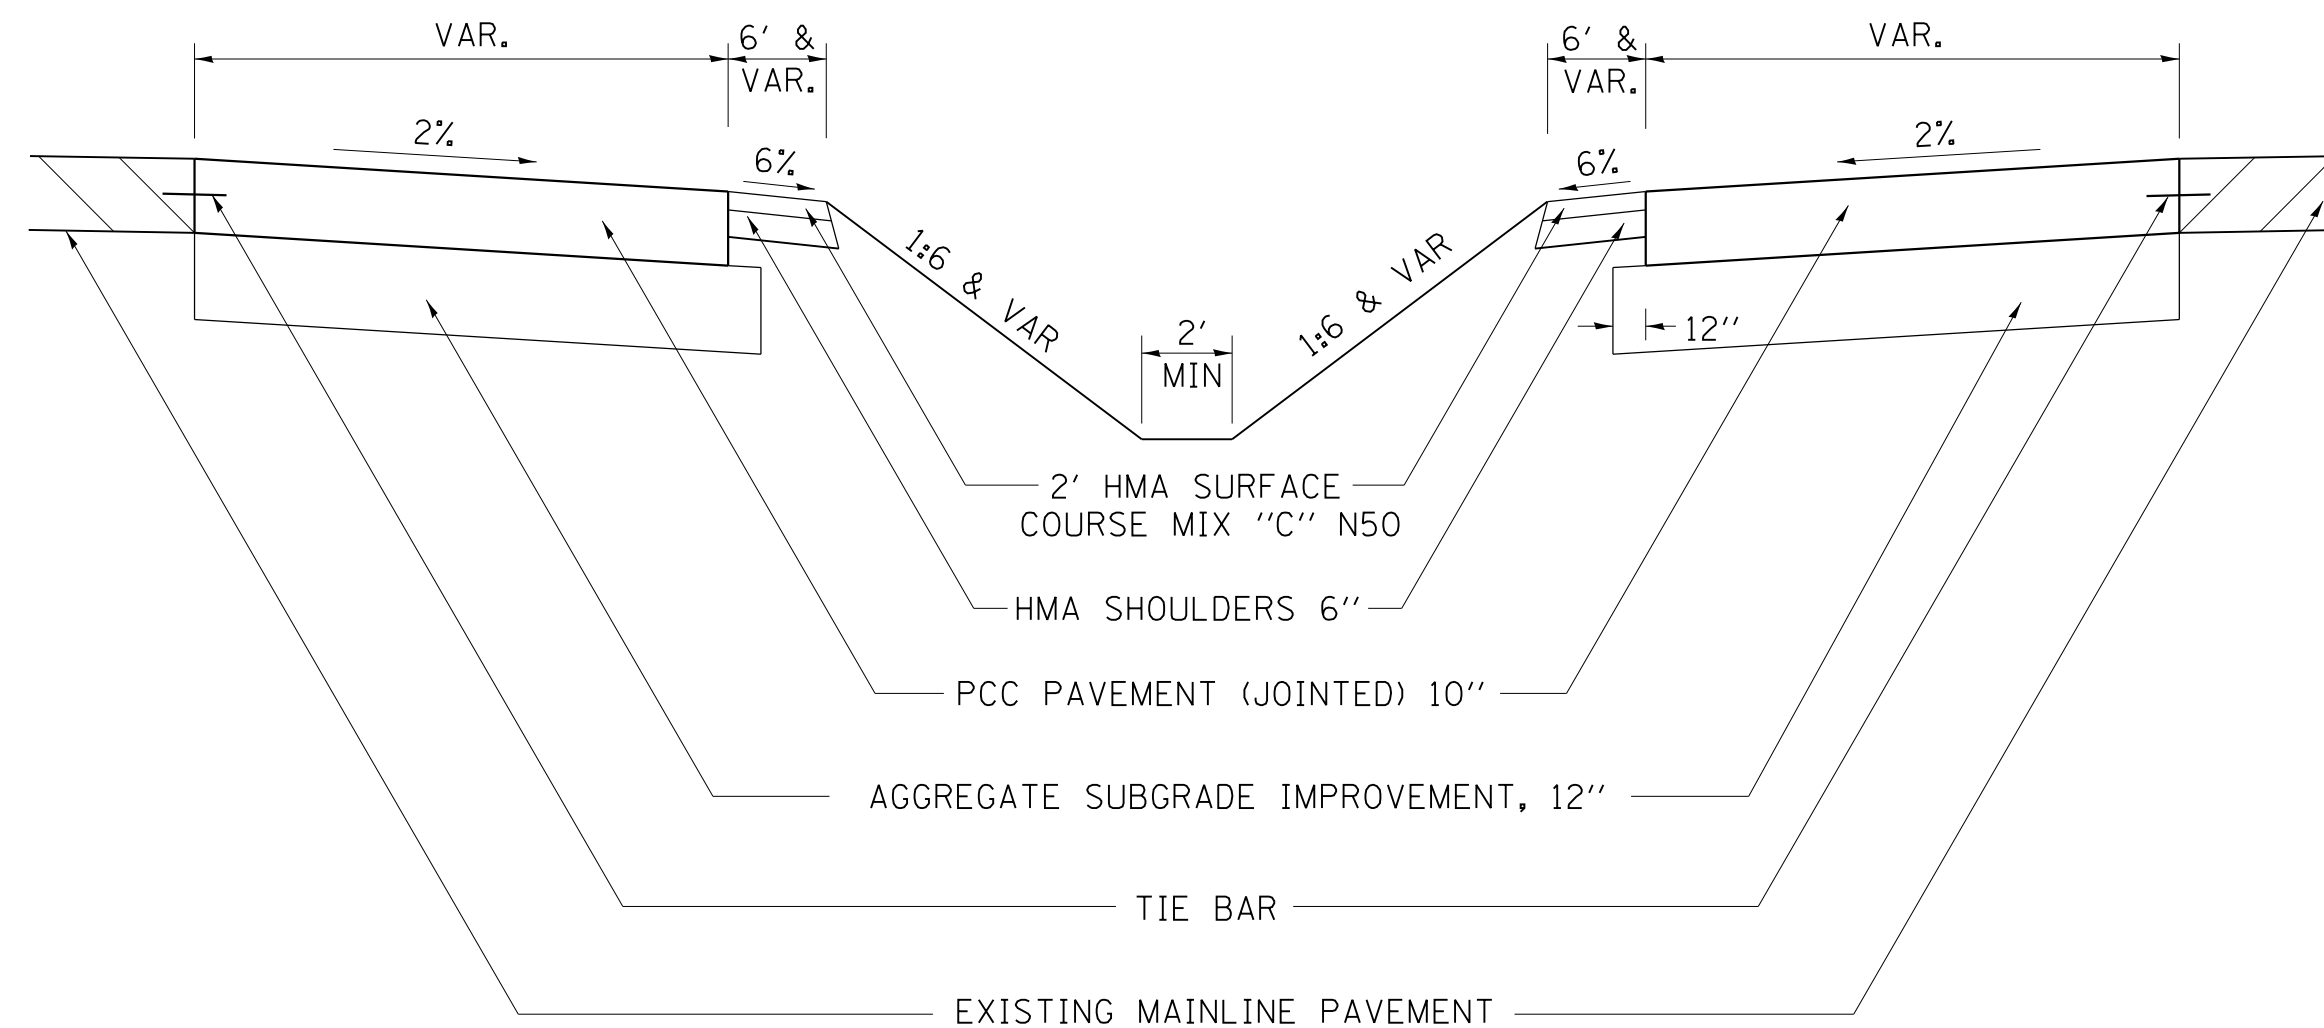 VAR.
6' &
VAR.
6' &
VAR.
VAR.
2%
6%
6%
2%
1:6 & VAR
1:6 & VAR
2'
MIN
12"
2' HMA SURFACE
COURSE MIX "C" N50
HMA SHOULDERS 6"
PCC PAVEMENT (JOINTED) 10"
AGGREGATE SUBGRADE IMPROVEMENT, 12"
TIE BAR
EXISTING MAINLINE PAVEMENT